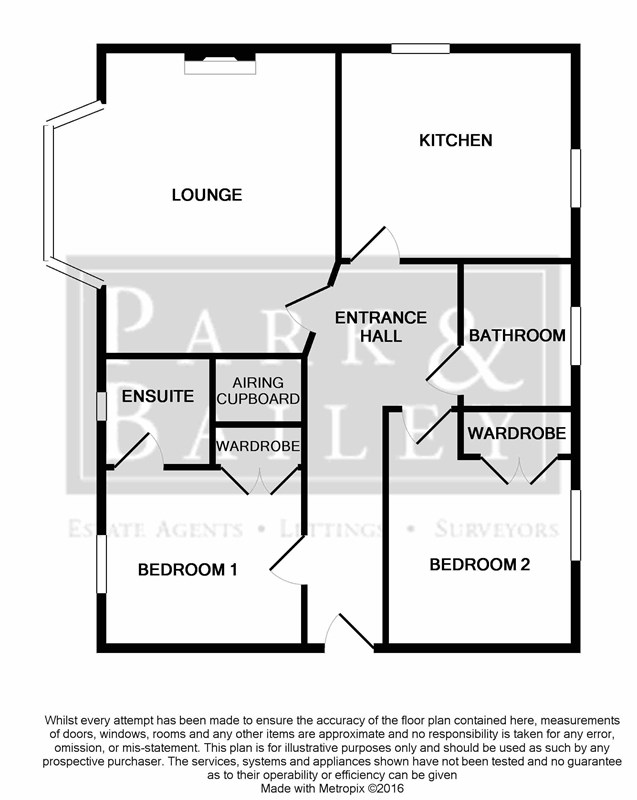 KITCHEN
LOUNGE
ENTRANCE
HALL
BATHROOM
PARK &
BAILEY
ENSUITE
AIRING
CUPBOARD
WARDROBE
WARDROBE
ESTATE AGENTS • LETTINGS • SURVEYORS
BEDROOM 1
BEDROOM 2
Whilst every attempt has been made to ensure the accuracy of the floor plan contained here, measurements
of doors, windows, rooms and any other items are approximate and no responsibility is taken for any error,
omission, or mis-statement. This plan is for illustrative purposes only and should be used as such by any
prospective purchaser. The services, systems and appliances shown have not been tested and no guarantee
as to their operability or efficiency can be given
Made with Metropix ©2016